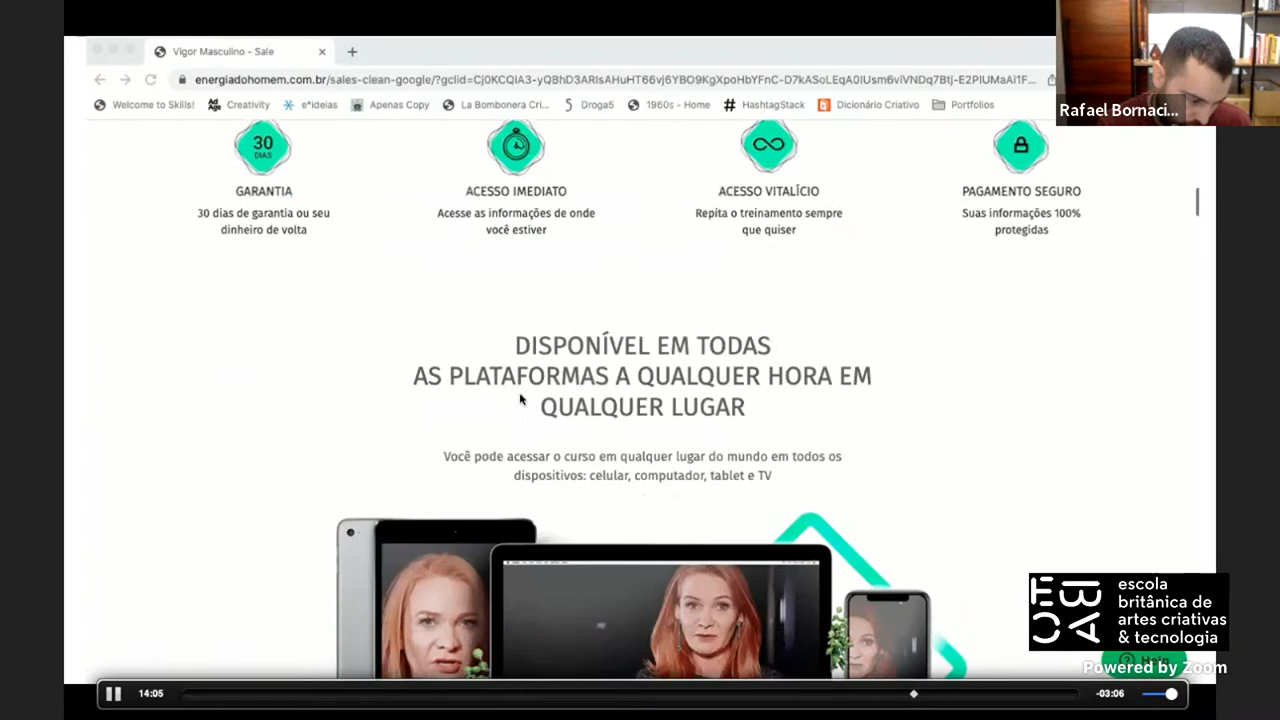 Vigor Masculino - Sale
energiadohomem.com.br/sales-clean-google/?gclid=Cj0KCQIA3-yQBhD3ARIsAHuHT66vj6YBO9KgXpoHbYFnC-D7kASoLEqA0IUsm6viVNDq7Btj-E2PIUMaAi1F...
Welcome to Skills! Creativity e*ideias Apenas Copy La Bombonera Cri... Droga5 1960s - Home HashtagStack Dicionário Criativo Portfolios
Rafael Bornaci...
30
DIAS
GARANTIA ACESSO IMEDIATO ACESSO VITALÍCIO PAGAMENTO SEGURO
30 dias de garantia ou seu Acesse as informações de onde Repita o treinamento sempre Suas informações 100%
dinheiro de volta você estiver que quiser protegidas
DISPONÍVEL EM TODAS
AS PLATAFORMAS A QUALQUER HORA EM
QUALQUER LUGAR
Você pode acessar o curso em qualquer lugar do mundo em todos os
dispositivos: celular, computador, tablet e TV
escola
britânica de
artes criativas
& tecnologia
Help
Powered by Zoom
14:05 -03:06